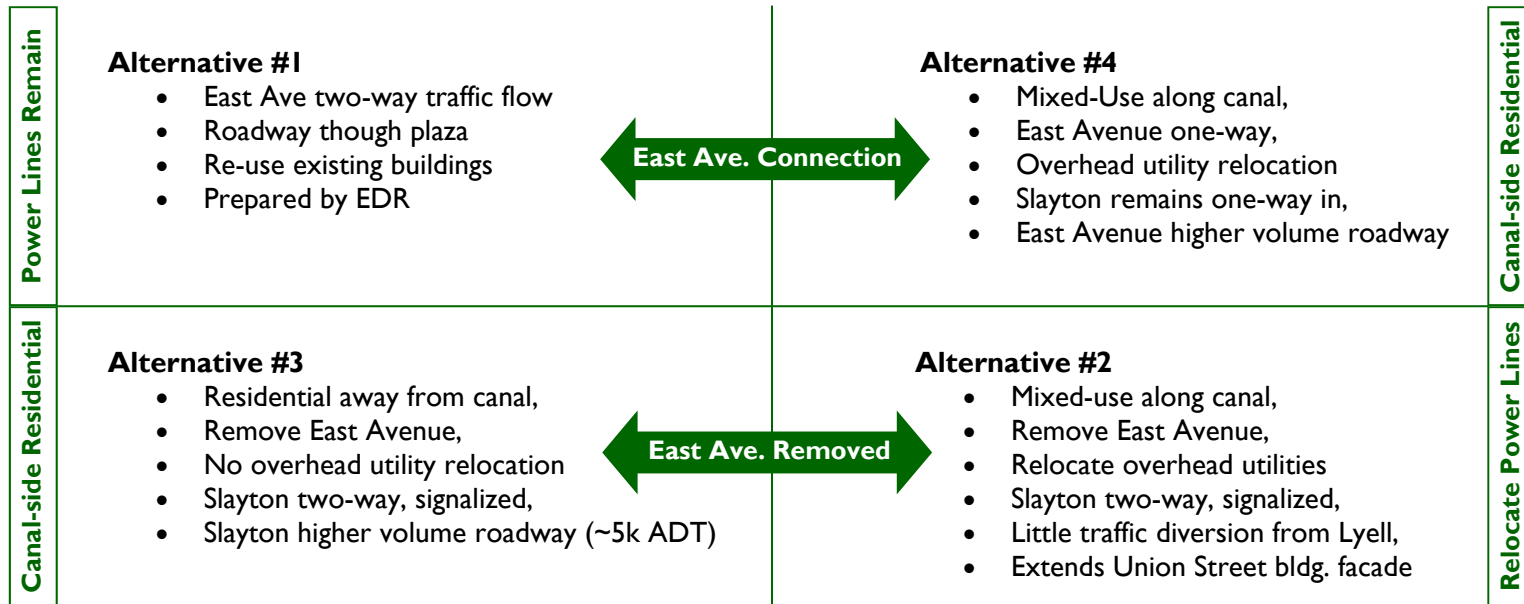 Power Lines Remain
Alternative #1
• East Ave two-way traffic flow
• Roadway though plaza
• Re-use existing buildings
• Prepared by EDR
East Ave. Connection
Alternative #4
• Mixed-Use along canal,
• East Avenue one-way,
• Overhead utility relocation
• Slayton remains one-way in,
• East Avenue higher volume roadway
Canal-side Residential
Canal-side Residential
Alternative #3
• Residential away from canal,
• Remove East Avenue,
• No overhead utility relocation
• Slayton two-way, signalized,
• Slayton higher volume roadway (~5k ADT)
East Ave. Removed
Alternative #2
• Mixed-use along canal,
• Remove East Avenue,
• Relocate overhead utilities
• Slayton two-way, signalized,
• Little traffic diversion from Lyell,
• Extends Union Street bldg. facade
Relocate Power Lines